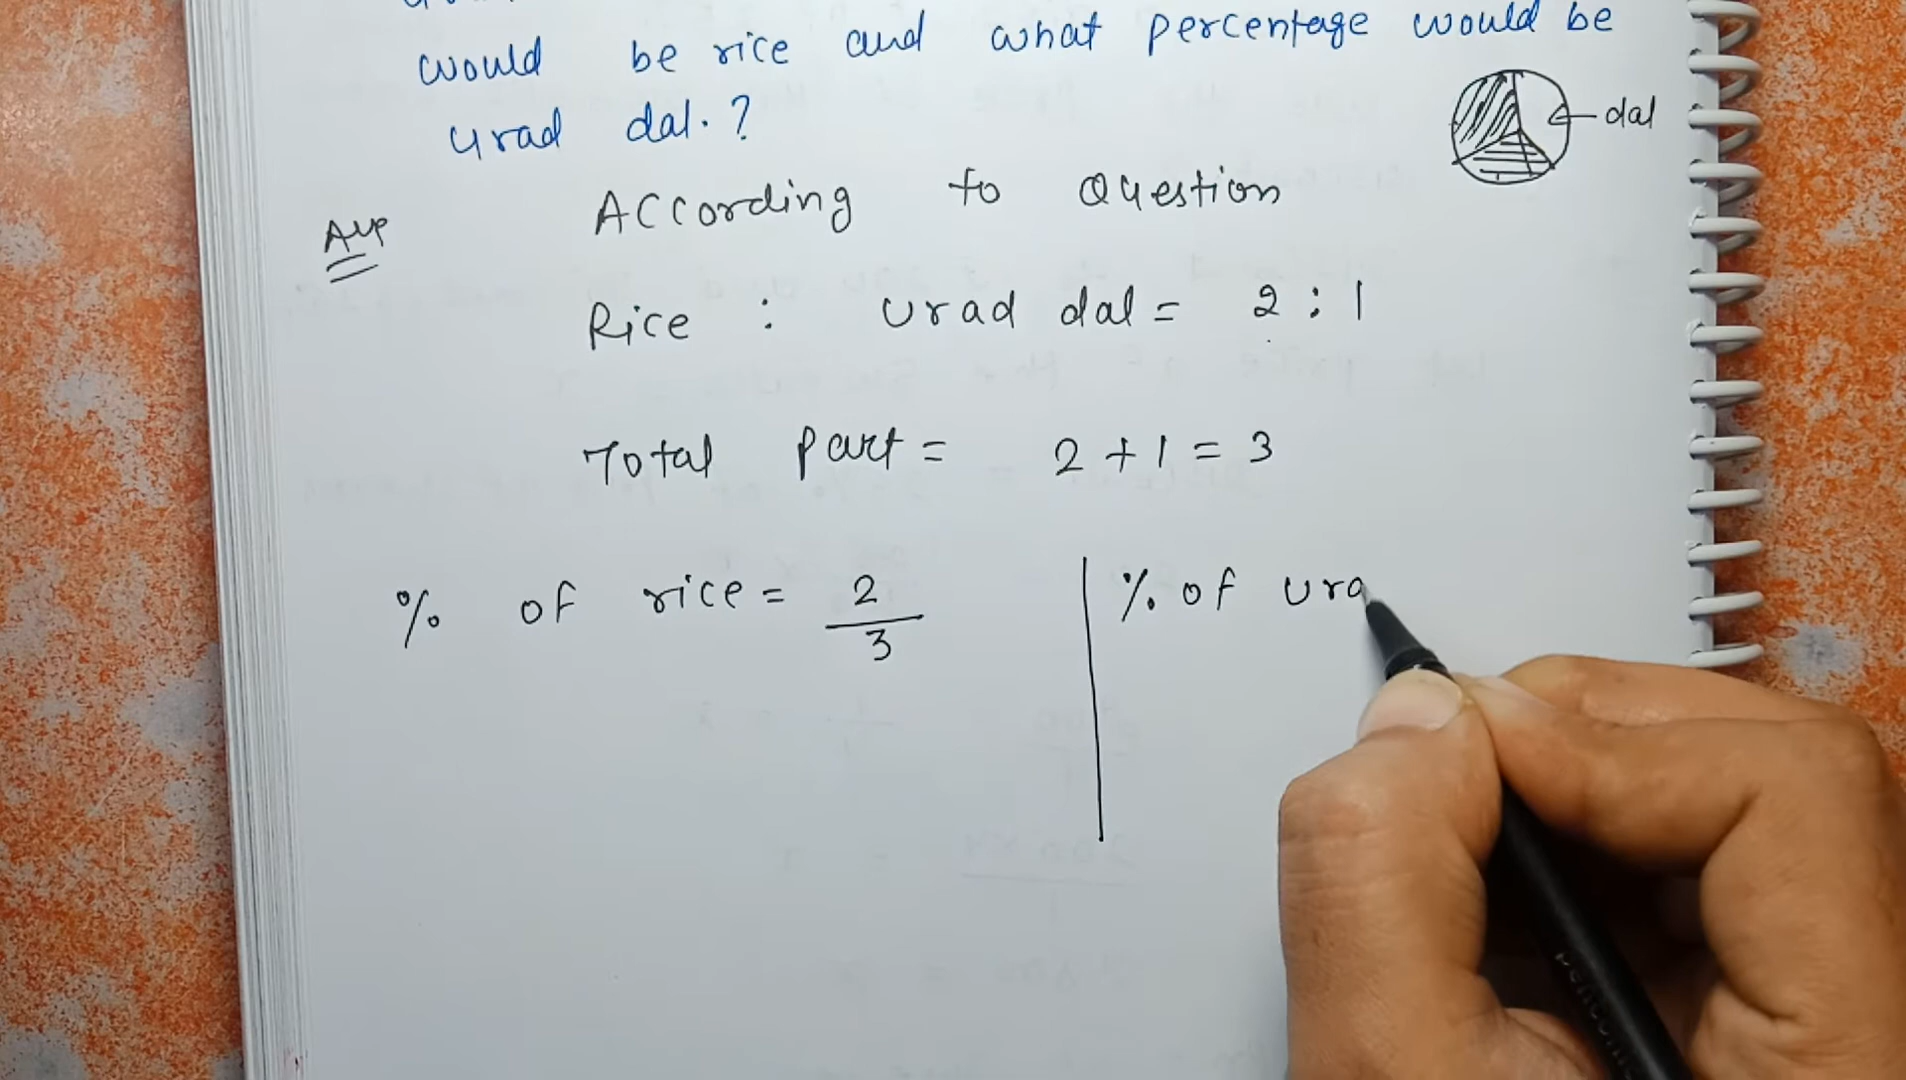 would be rice and what percentage would be
urad dal. ?
dal
According to Question
Rice : urad dal = 2 : 1
Total Part = 2 + 1 = 3
% of rice = 2/3
% of ura